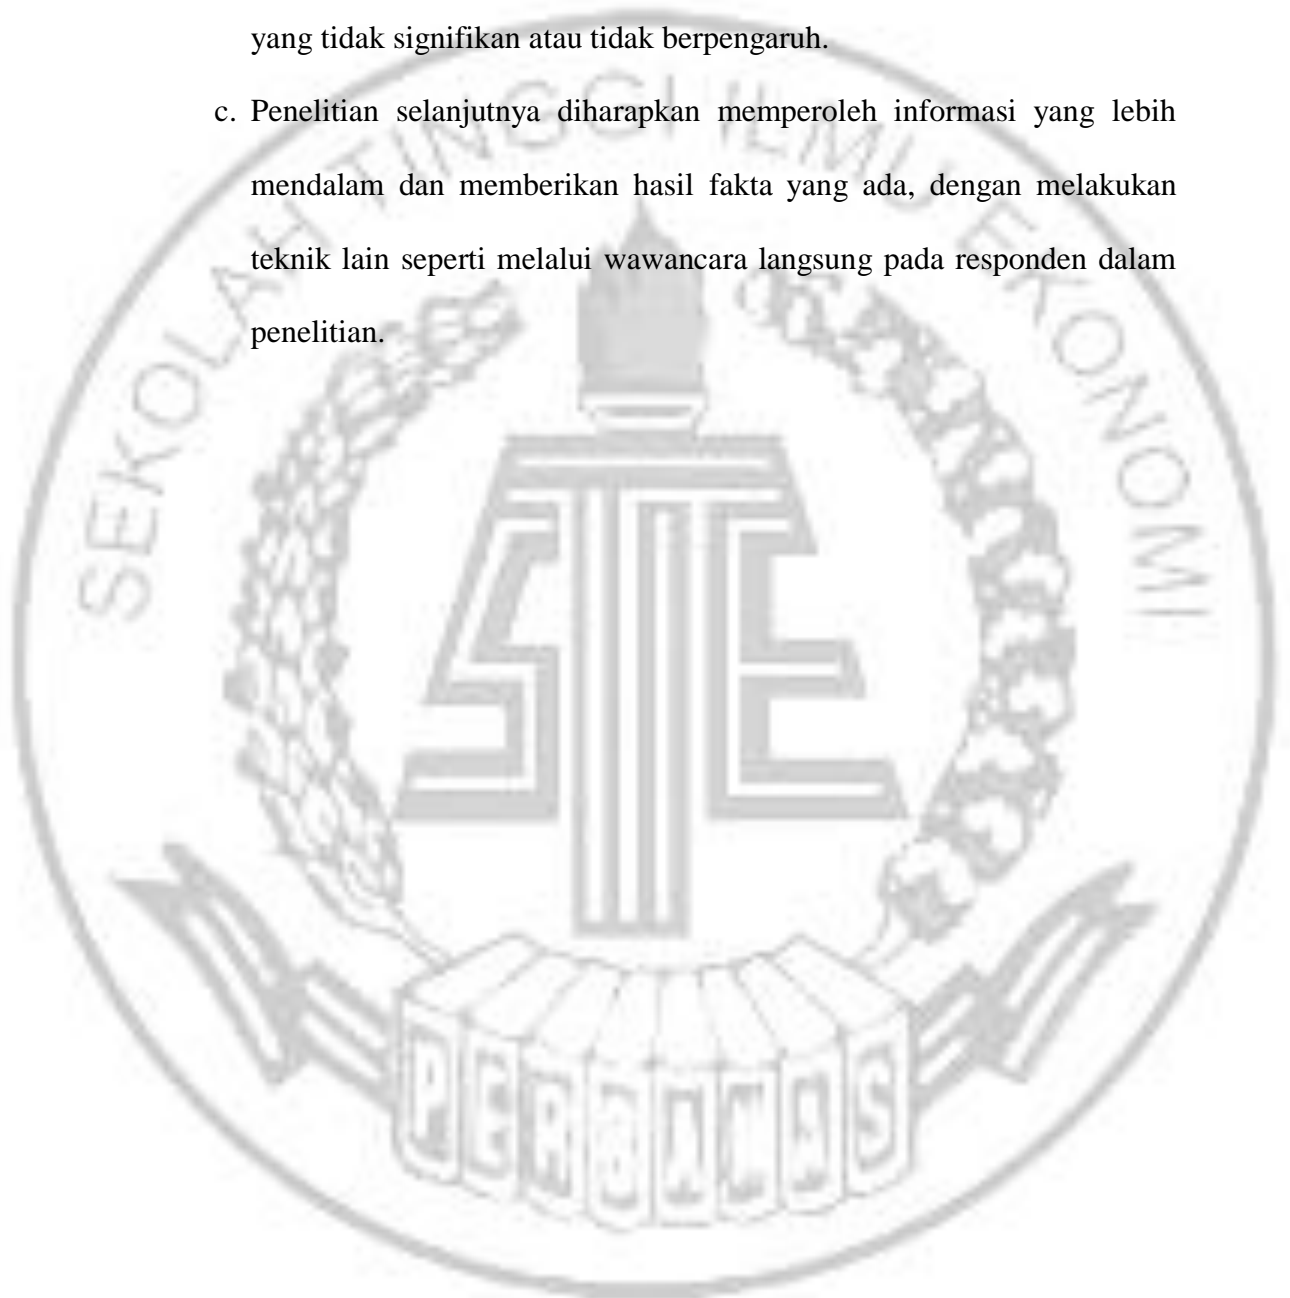 yang tidak signifikan atau tidak berpengaruh.
c. Penelitian selanjutnya diharapkan memperoleh informasi yang lebih
mendalam dan memberikan hasil fakta yang ada, dengan melakukan
teknik lain seperti melalui wawancara langsung pada responden dalam
penelitian.
SEKOLAH TINGGI ILMU EKONOMI
STIE
PERBANAS